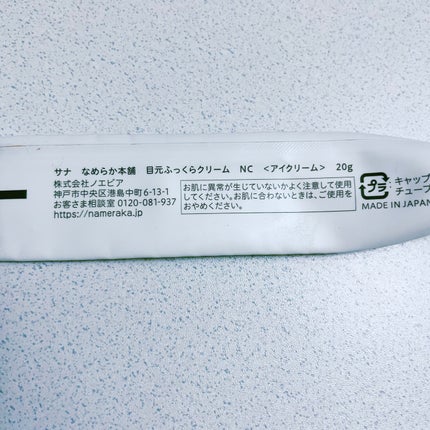 サナ なめらか本舗 目元ふっくらクリーム NC <アイクリーム> 20g
株式会社ノエビア
神戸市中央区港島中町6-13-1
お客さま相談室 0120-081-937
https://nameraka.jp
お肌に異常が生じていないかよく注意して使用
してください。お肌に合わないときは、ご使用を
おやめください。
プラ
キャップ
チューブ
MADE IN JAPAN